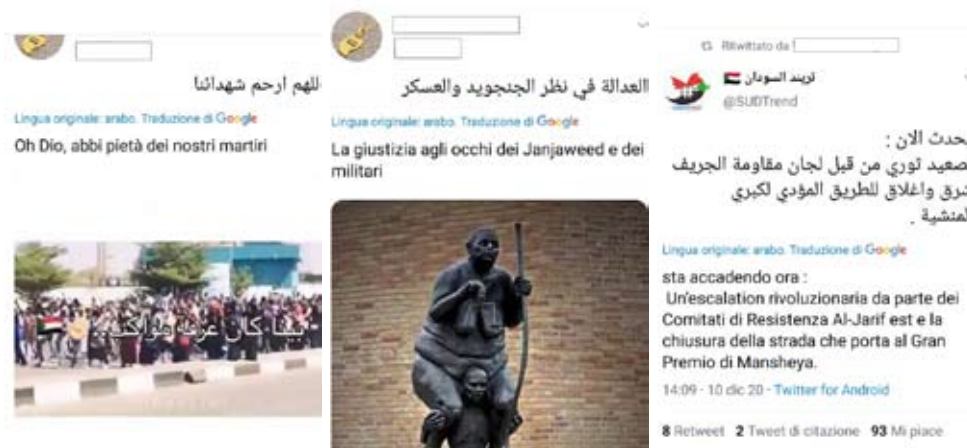 للهم ارحم شهدائنا
Lingua originale: arabo. Traduzione di Google
Oh Dio, abbi pietà dei nostri martiri
بينا كان
العدالة في نظر الجنجويد والعسكر
Lingua originale: arabo. Traduzione di Google
La giustizia agli occhi dei Janjaweed e dei
militari
Ritwittato da
تريند السودان
@SUDTrend
يحدث الان :
تصعيد ثوري من قبل لجان مقاومة الجريف
شرق واغلاق للطريق المؤدي لكبري
المنشية .
Lingua originale: arabo. Traduzione di Google
sta accadendo ora :
Un'escalation rivoluzionaria da parte dei
Comitati di Resistenza Al-Jarif est e la
chiusura della strada che porta al Gran
Premio di Mansheya.
14:09 · 10 dic 20 · Twitter for Android
8 Retweet 2 Tweet di citazione 93 Mi piace